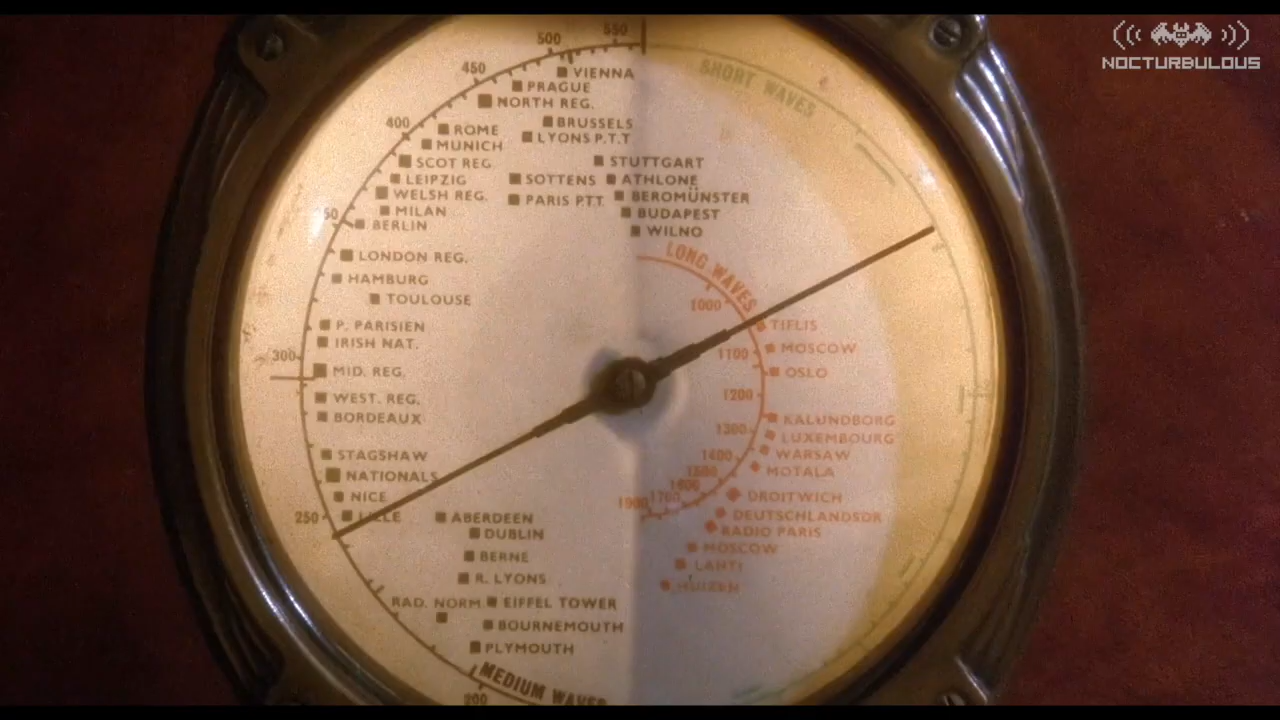 NOCTURBULOUS
550
500
450
400
50
300
250
200
SHORT WAVES
VIENNA
PRAGUE
NORTH REG.
BRUSSELS
ROME
LYONS P.T.T
MUNICH
SCOT REG
STUTTGART
LEIPZIG
SOTTENS
ATHLONE
WELSH REG.
PARIS P.T.T
BEROMÜNSTER
MILAN
BUDAPEST
BERLIN
WILNO
LONDON REG.
HAMBURG
TOULOUSE
P. PARISIEN
IRISH NAT.
MID. REG.
WEST. REG.
BORDEAUX
STAGSHAW
NATIONALS
NICE
LILLE
ABERDEEN
DUBLIN
BERNE
R. LYONS
RAD. NORM
EIFFEL TOWER
BOURNEMOUTH
PLYMOUTH
MEDIUM WAVES
LONG WAVES
1000
1100
1200
1300
1400
1500
1600
1700
1900
TIFLIS
MOSCOW
OSLO
KALUNDBORG
LUXEMBOURG
WARSAW
MOTALA
DROITWICH
DEUTSCHLANDSDR
RADIO PARIS
MOSCOW
LAHTI
HUIZEN